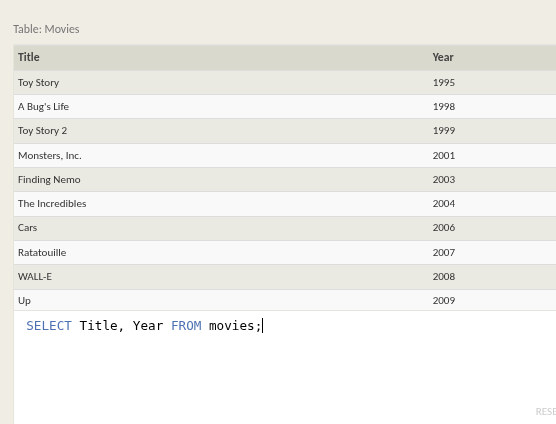 Table: Movies
Title Year
Toy Story 1995
A Bug's Life 1998
Toy Story 2 1999
Monsters, Inc. 2001
Finding Nemo 2003
The Incredibles 2004
Cars 2006
Ratatouille 2007
WALL-E 2008
Up 2009
SELECT Title, Year FROM movies;
RESE